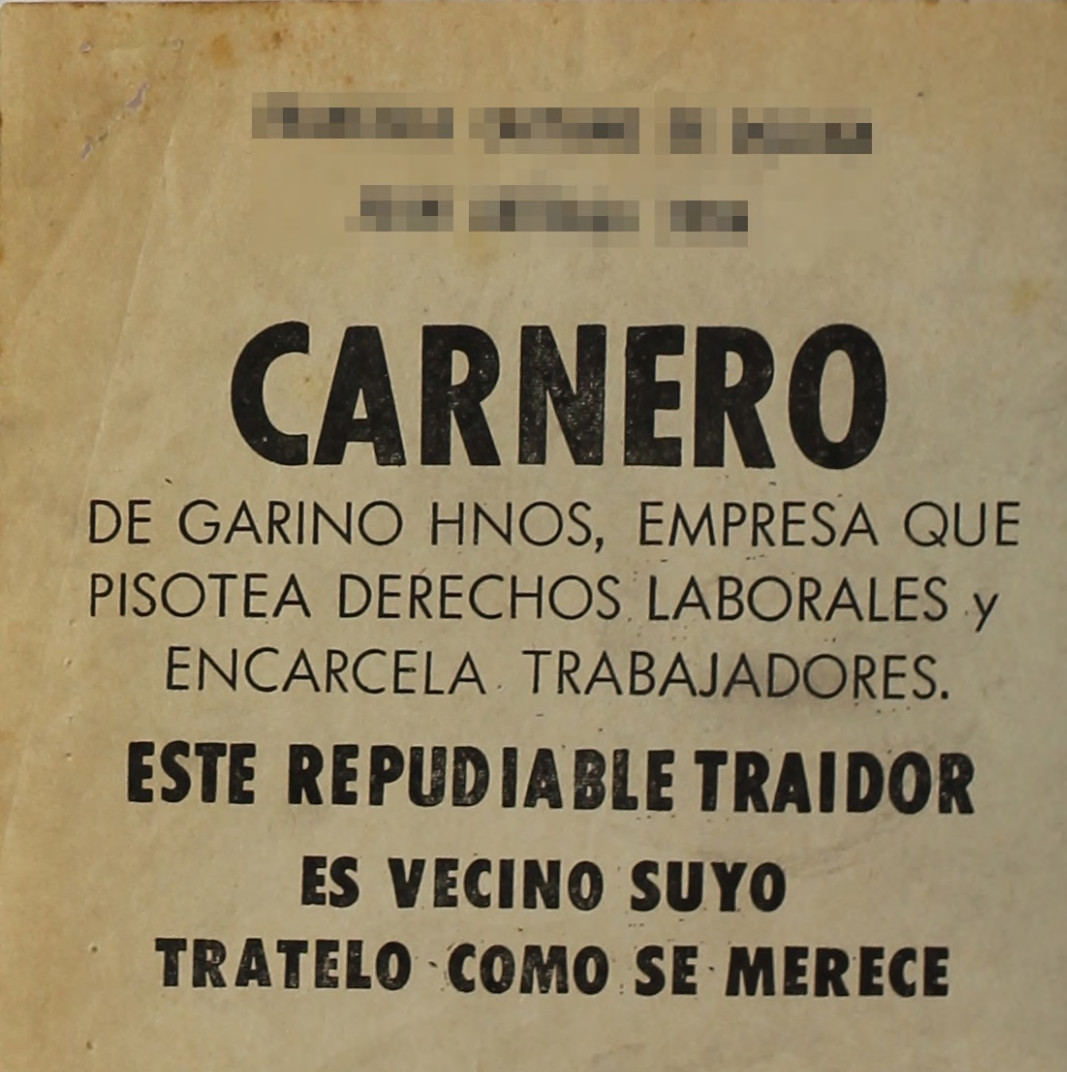 CARNERO
DE GARINO HNOS, EMPRESA QUE
PISOTEA DERECHOS LABORALES y
ENCARCELA TRABAJADORES.
ESTE REPUDIABLE TRAIDOR
ES VECINO SUYO
TRATELO COMO SE MERECE